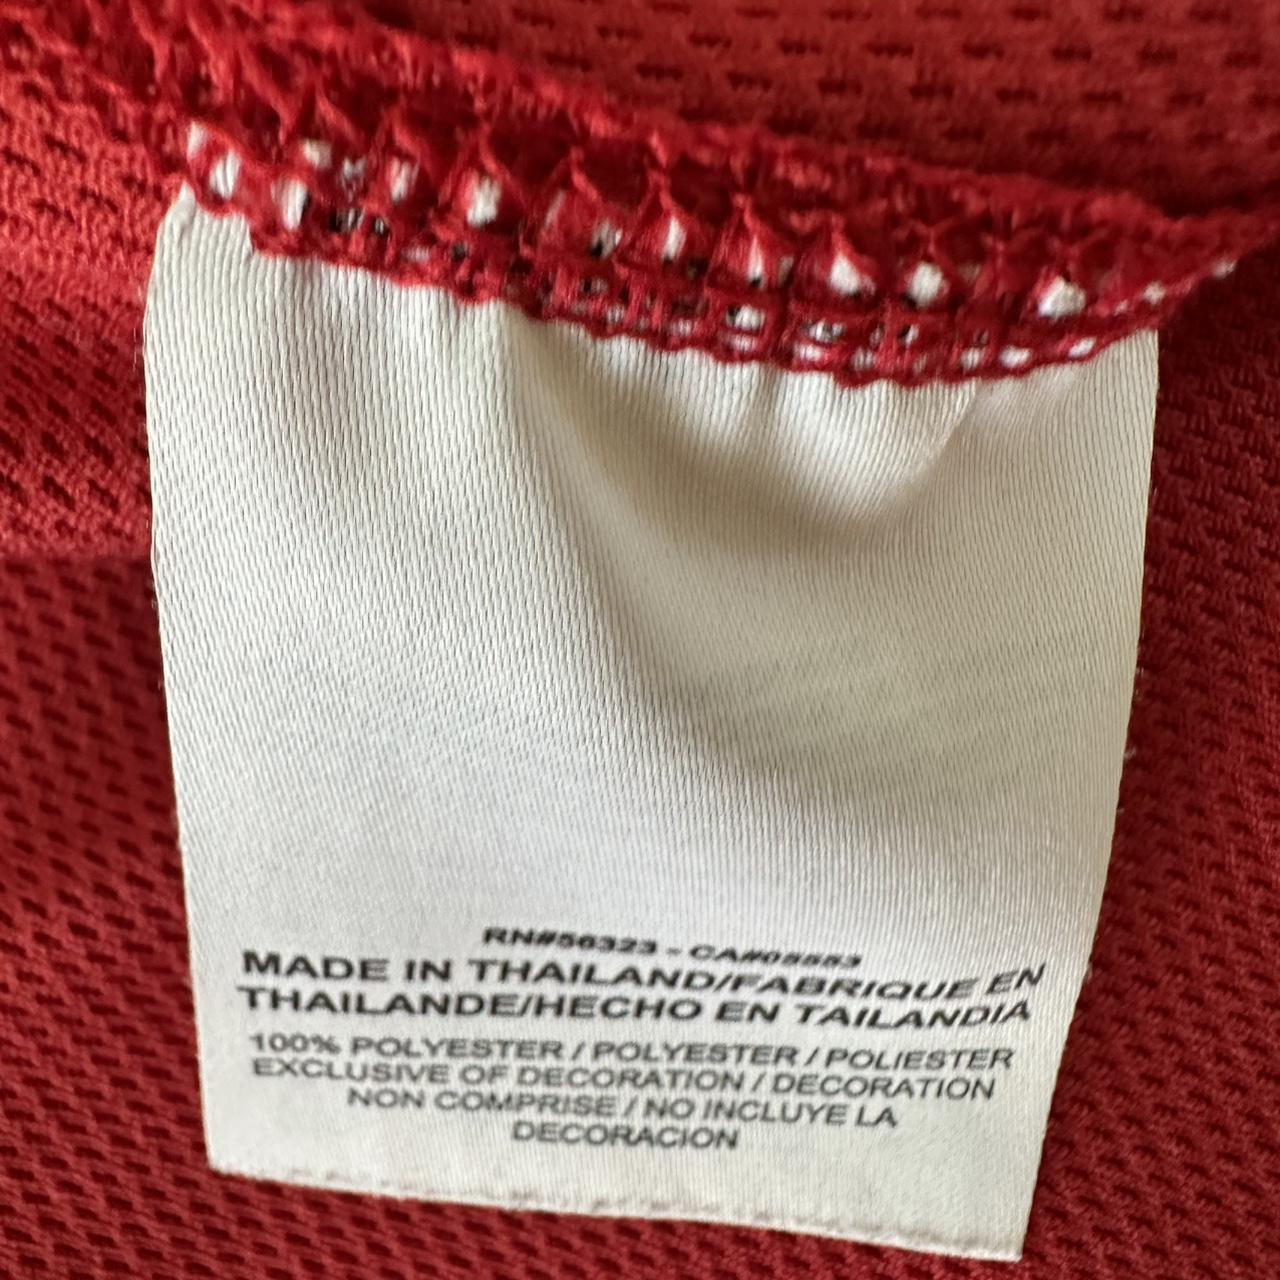 RN#56323 - CA#05553
MADE IN THAILAND/FABRIQUE EN
THAILANDE/HECHO EN TAILANDIA
100% POLYESTER / POLYESTER / POLIESTER
EXCLUSIVE OF DECORATION / DECORATION
NON COMPRISE / NO INCLUYE LA
DECORACION